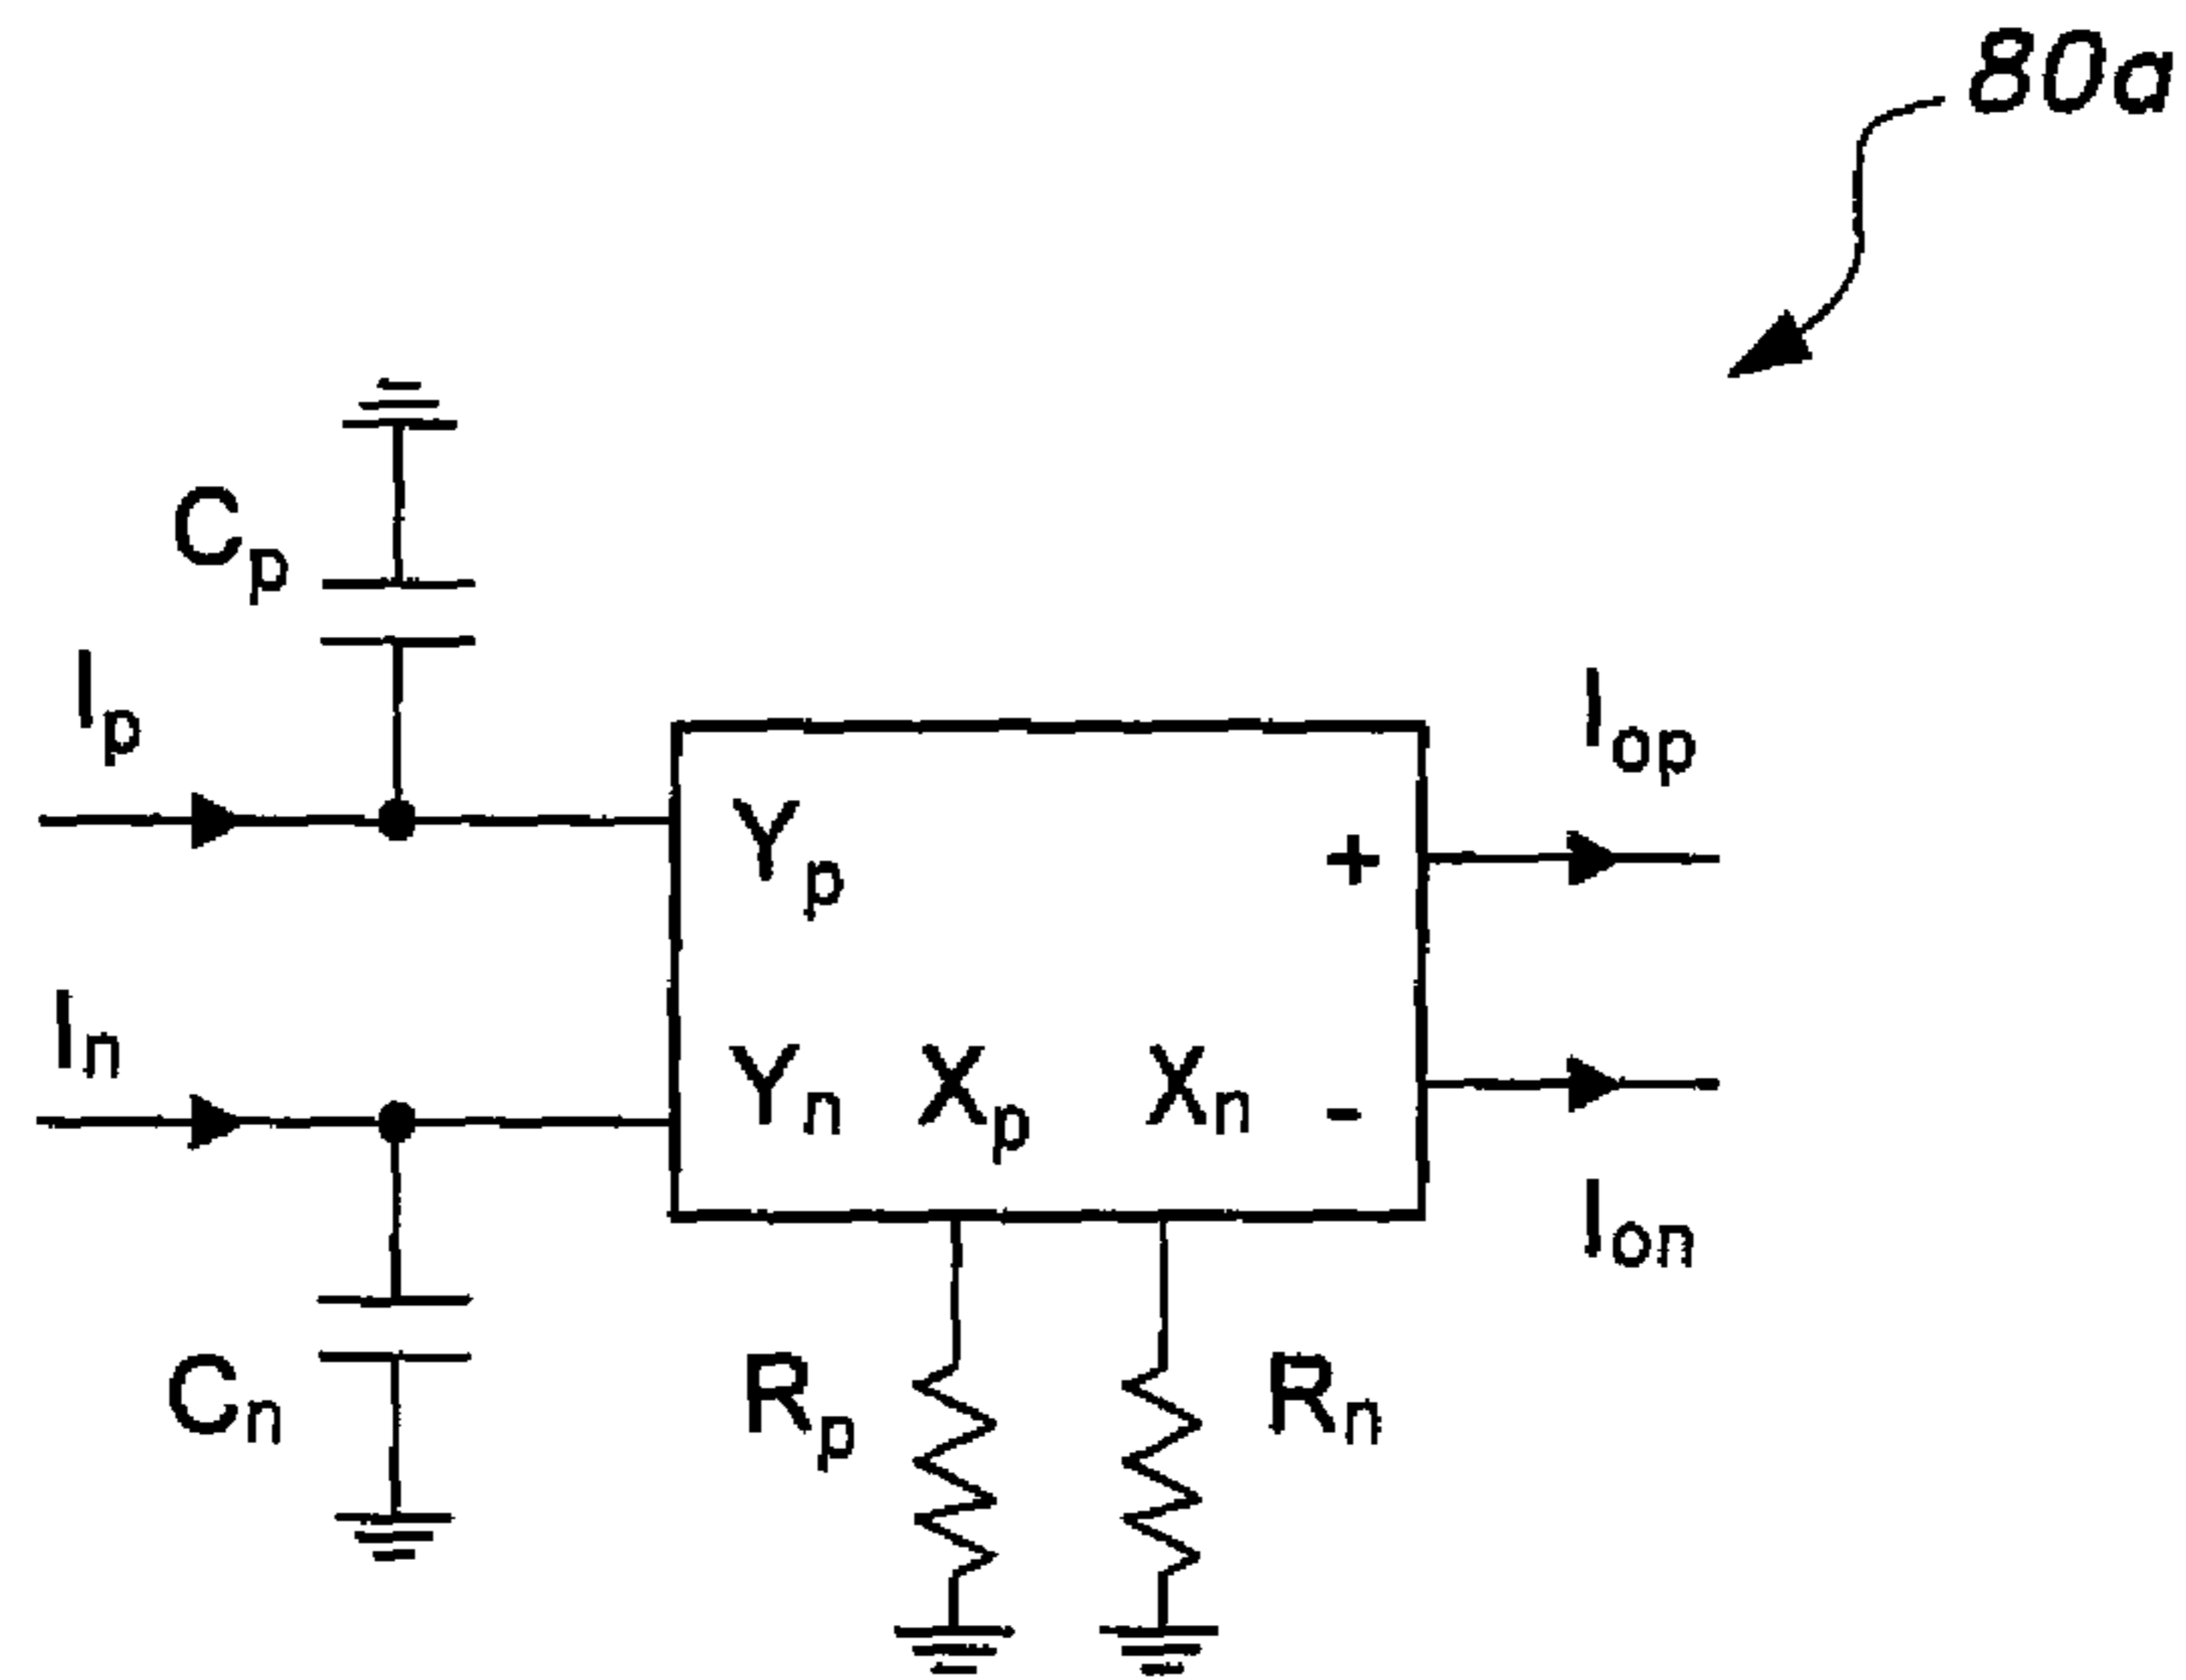 80a
Cp
Ip
Iop
Yp
+
In
Yn Xp Xn -
Ion
Cn
Rp
Rn